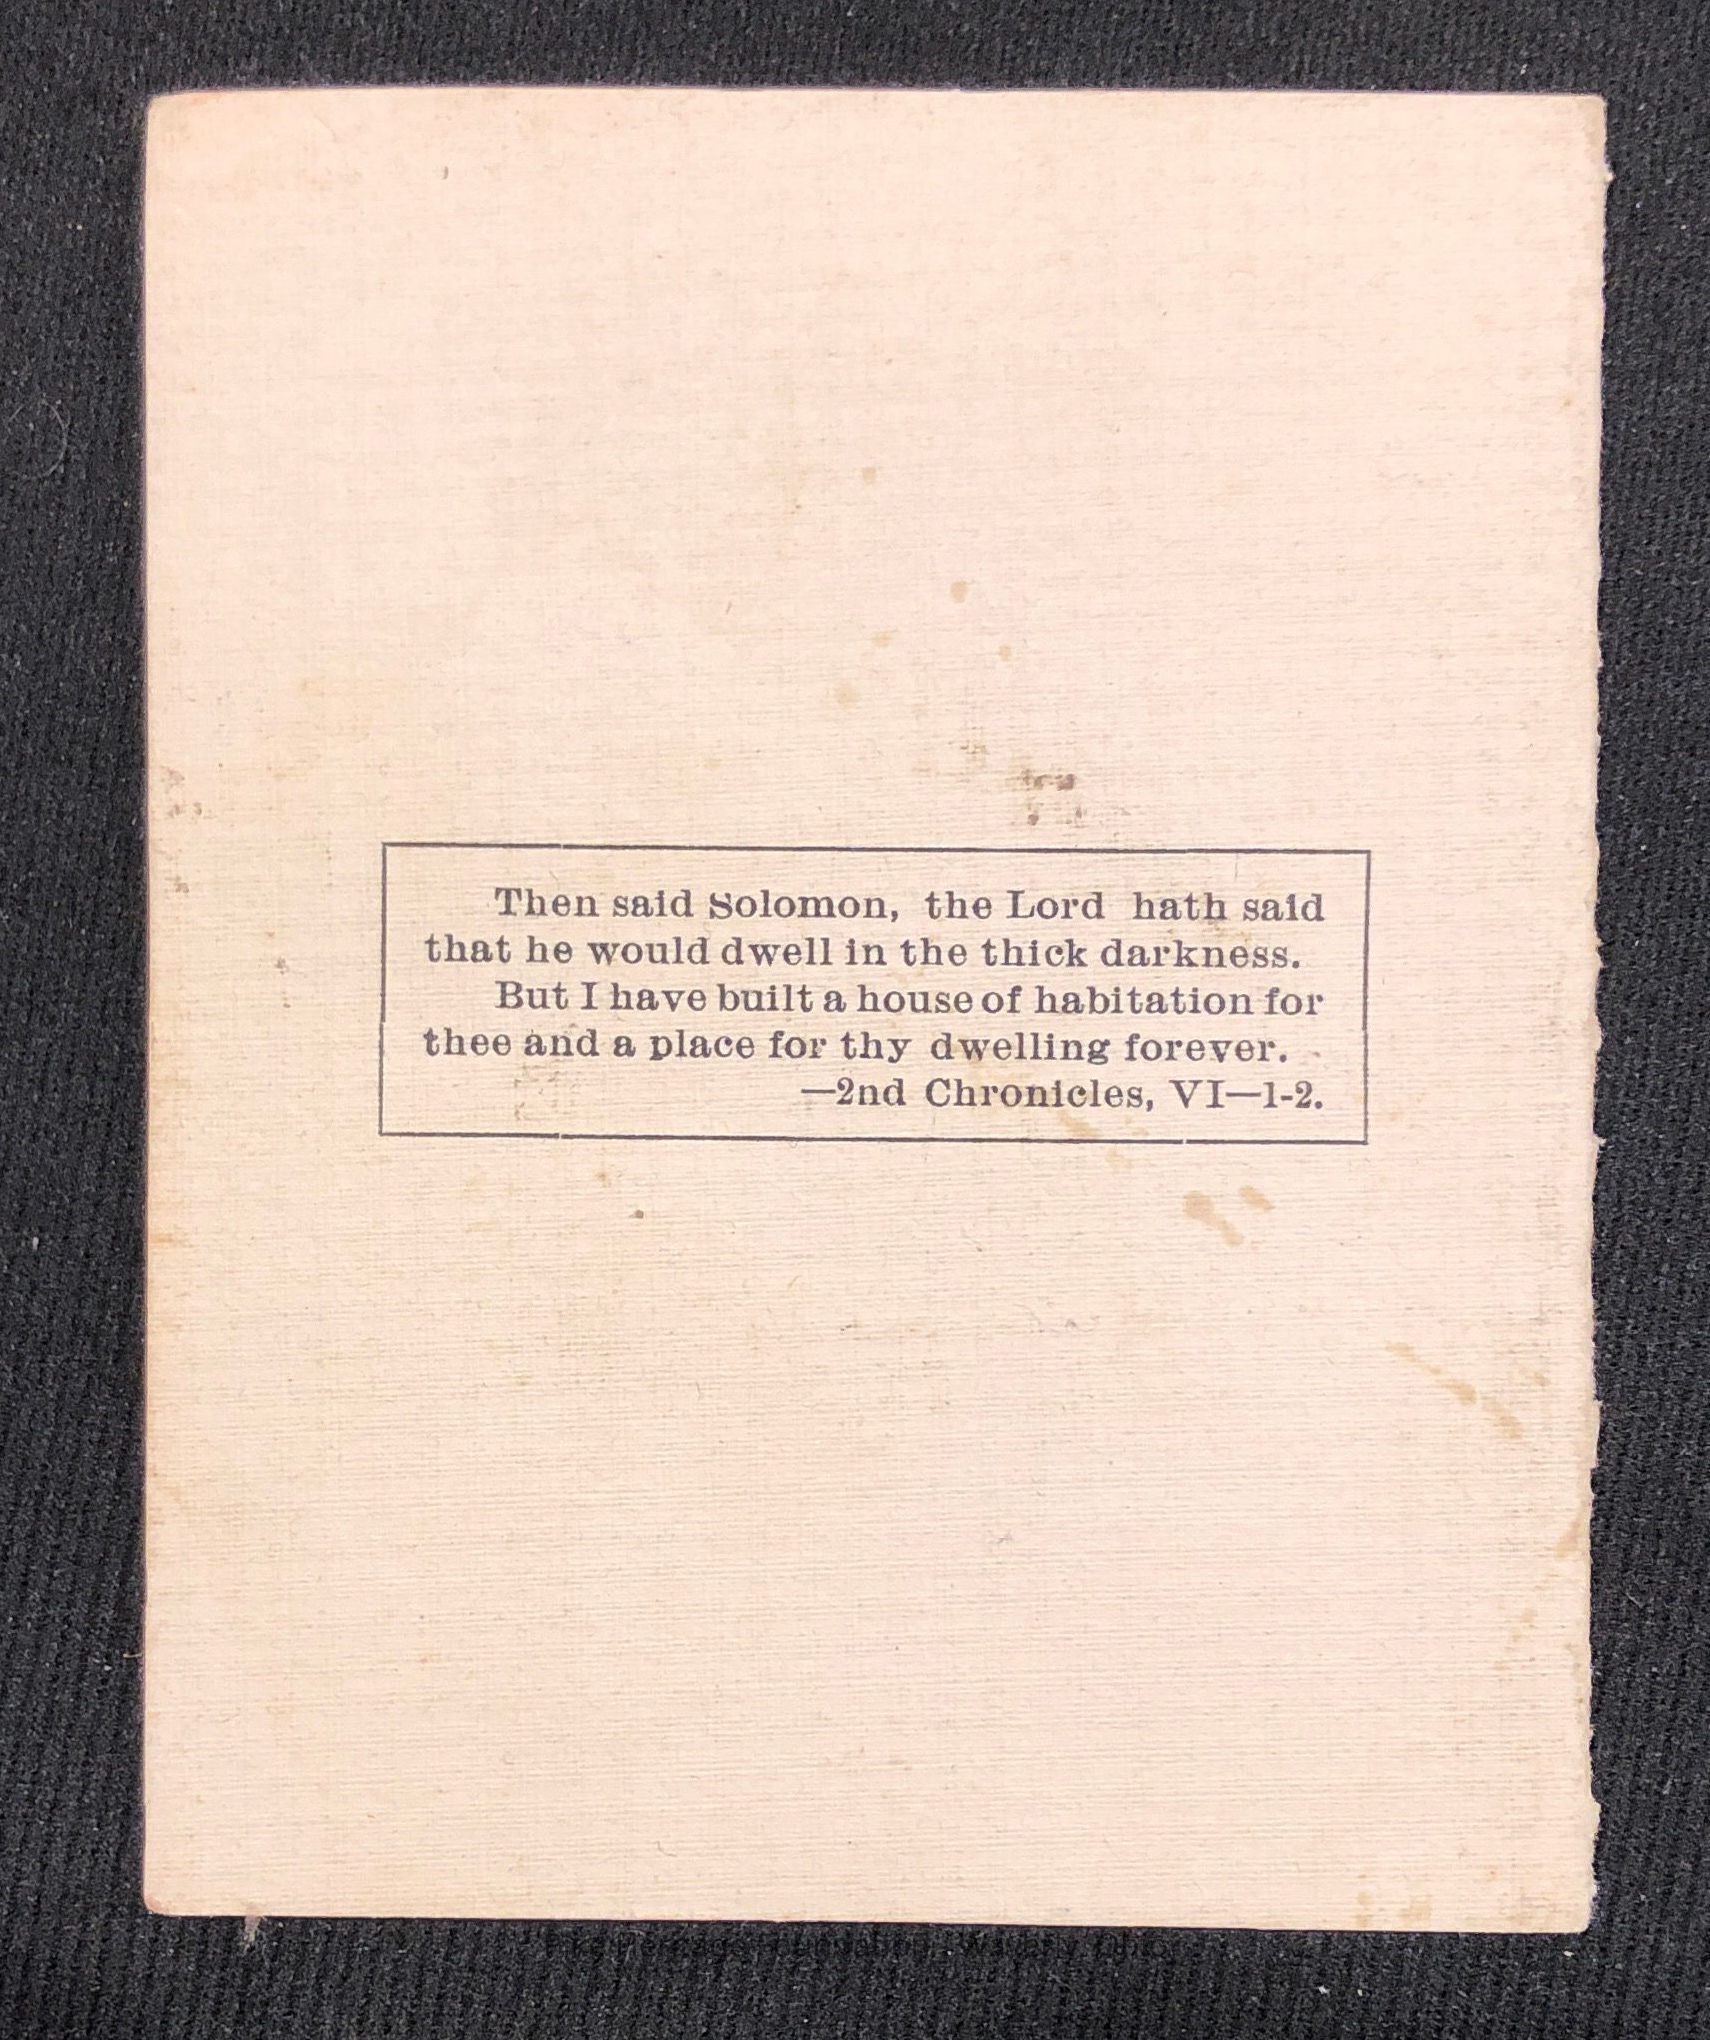 Then said Solomon, the Lord hath said
that he would dwell in the thick darkness.
But I have built a house of habitation for
thee and a place for thy dwelling forever.
—2nd Chronicles, VI—1-2.